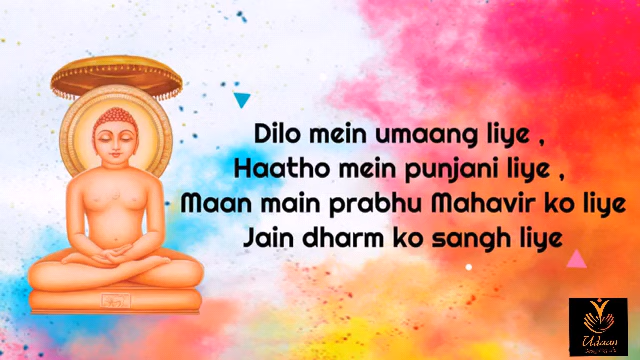 Dilo mein umaang liye ,
Haatho mein punjani liye ,
Maan main prabhu Mahavir ko liye
Jain dharm ko sangh liye
Udaan